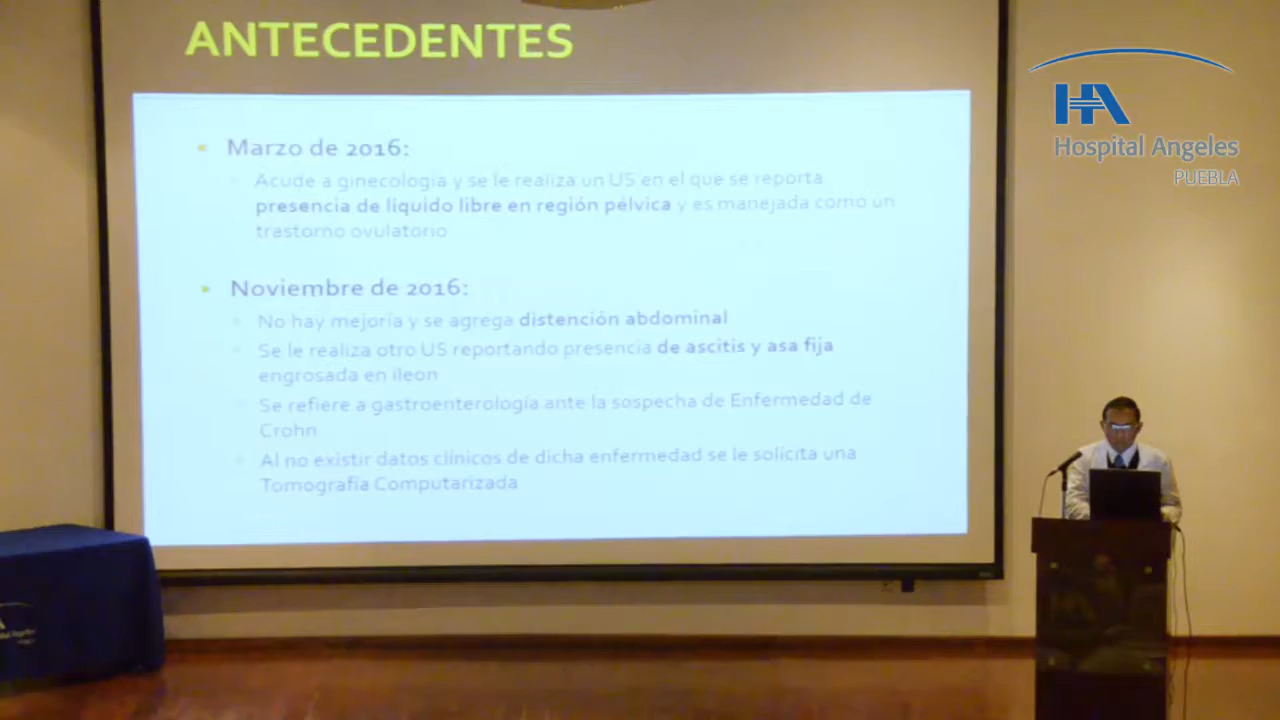 ANTECEDENTES
HA
Hospital Angeles
PUEBLA
Marzo de 2016:
Acude a ginecología y se le realiza un US en el que se reporta
presencia de liquido libre en región pélvica y es manejada como un
trastorno ovulatorio
Noviembre de 2016:
No hay mejoría y se agrega distención abdominal
Se le realiza otro US reportando presencia de ascitis y asa fija
engrosada en ileon
Se refiere a gastroenterología ante la sospecha de Enfermedad de
Crohn
Al no existir datos clínicos de dicha enfermedad se le solicita una
Tomografía Computarizada
HA